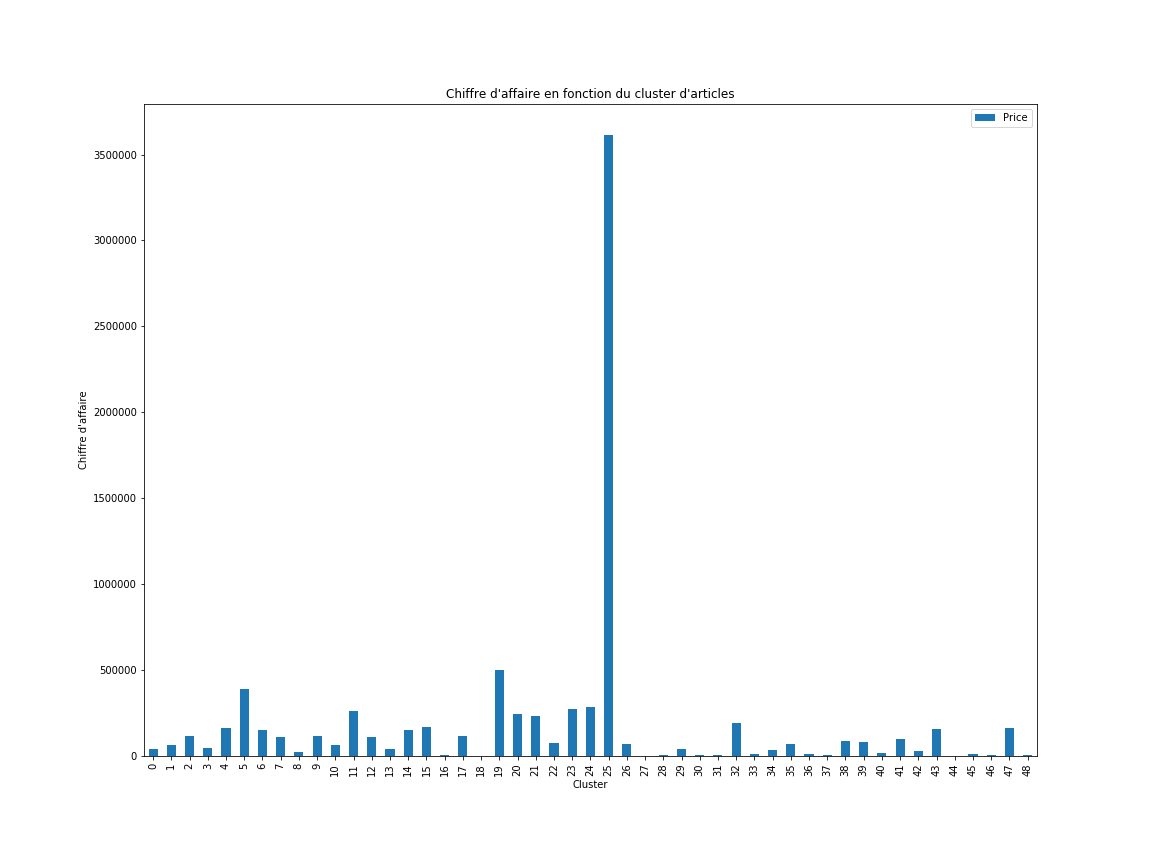 Chiffre d'affaire en fonction du cluster d'articles
Price
3500000
3000000
2500000
2000000
1500000
1000000
500000
0
Chiffre d'affaire
0 1 2 3 4 5 6 7 8 9 10 11 12 13 14 15 16 17 18 19 20 21 22 23 24 25 26 27 28 29 30 31 32 33 34 35 36 37 38 39 40 41 42 43 44 45 46 47 48
Cluster